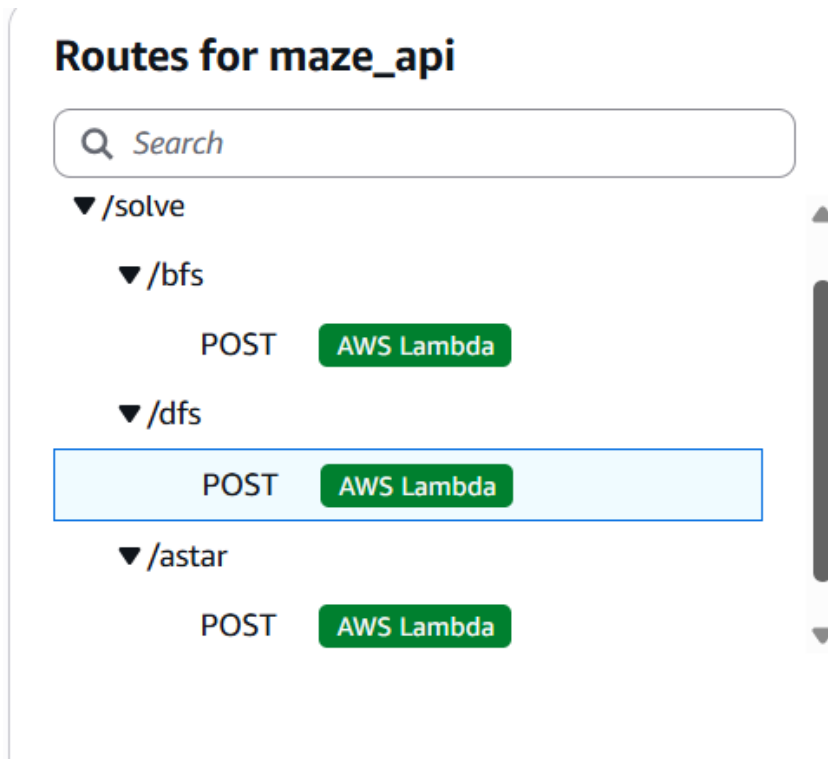 Routes for maze_api
Search
/solve
/bfs
POST AWS Lambda
/dfs
POST AWS Lambda
/astar
POST AWS Lambda